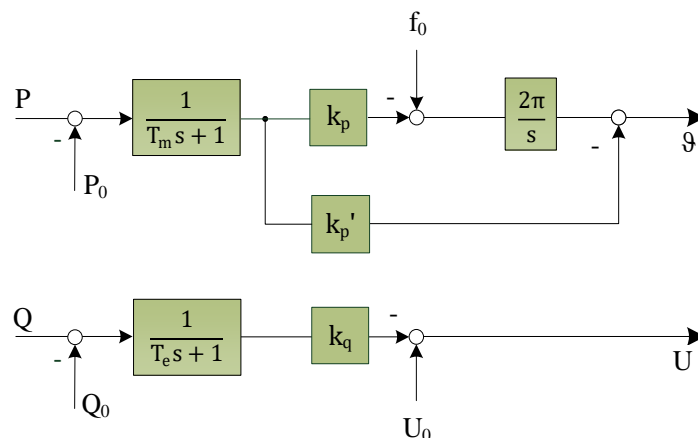 f₀
P
-
P₀
1
Tₘs + 1
kₚ
-
2π
s
-
ϑ
kₚ'
Q
-
Q₀
1
Tₑs + 1
k_q
-
U₀
U